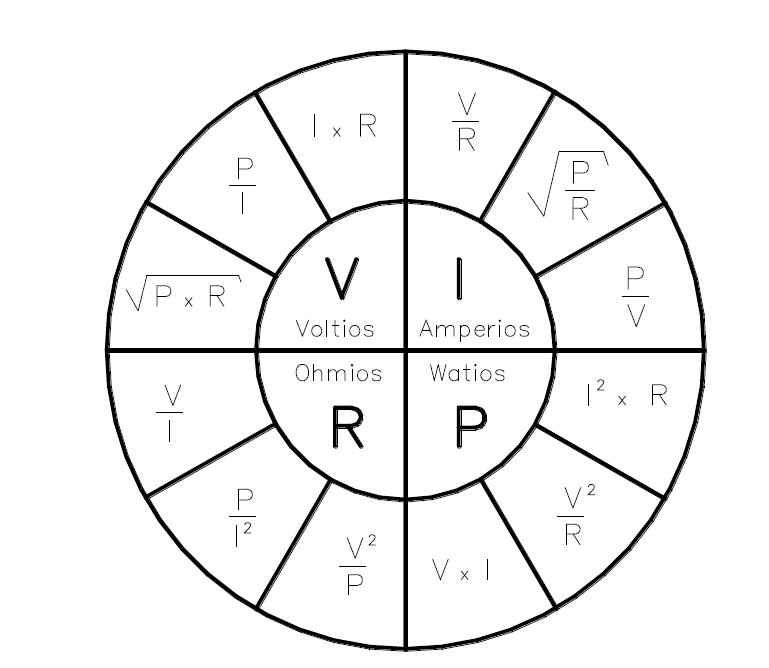 I x R
V
R
P
I
√P
R
√P x R
P
V
V
I
Voltios
Amperios
Ohmios
Watios
R
P
V
I
I² x R
P
I²
V²
R
V²
P
V x I